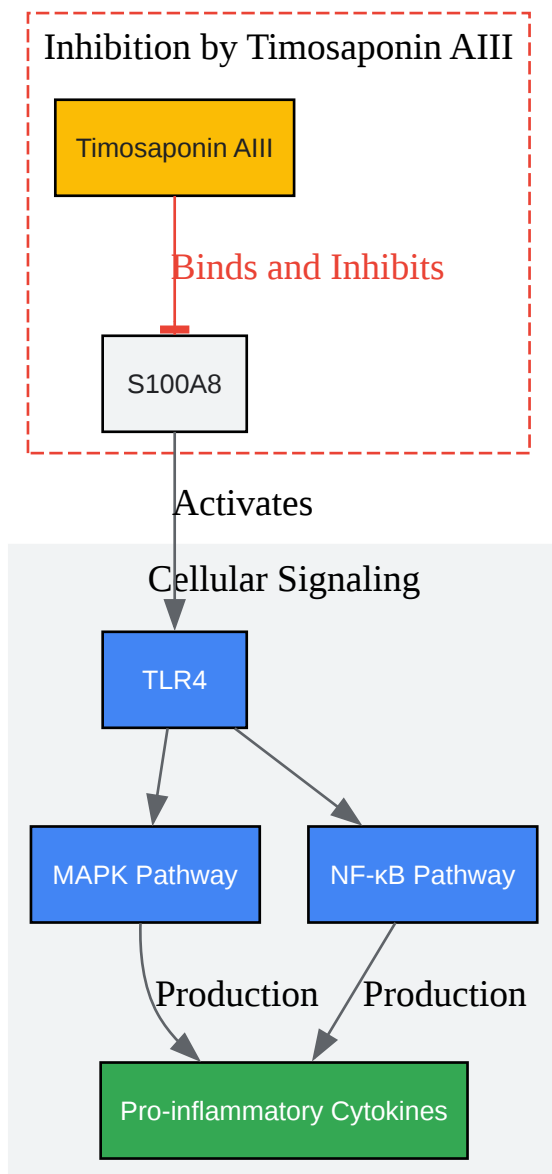 Inhibition by Timosaponin AIII
Timosaponin AIII
Binds and Inhibits
S100A8
Activates
Cellular Signaling
TLR4
MAPK Pathway
NF-κB Pathway
Production
Production
Pro-inflammatory Cytokines